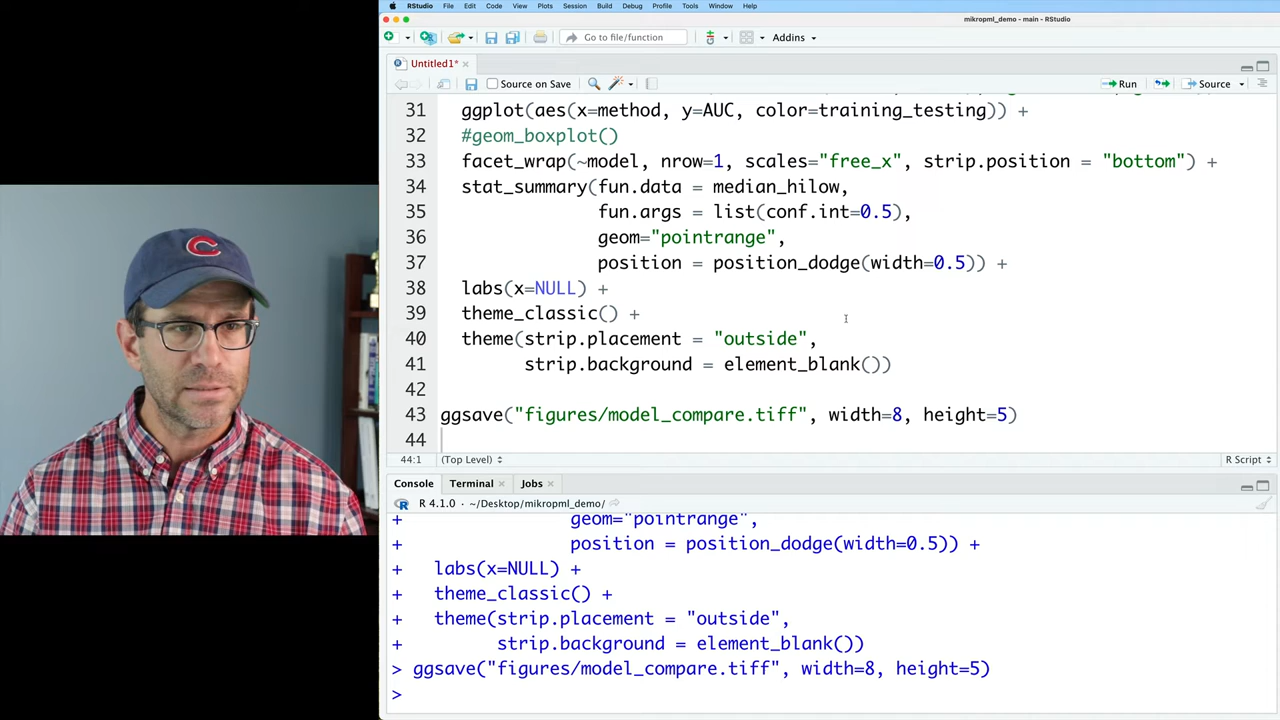 RStudio File Edit Code View Plots Session Build Debug Profile Tools Window Help
mikropml_demo - main - RStudio
Go to file/function Addins
Untitled1*
Source on Save Run Source
31 ggplot(aes(x=method, y=AUC, color=training_testing)) +
32 #geom_boxplot()
33 facet_wrap(~model, nrow=1, scales="free_x", strip.position = "bottom") +
34 stat_summary(fun.data = median_hilow,
35 fun.args = list(conf.int=0.5),
36 geom="pointrange",
37 position = position_dodge(width=0.5)) +
38 labs(x=NULL) +
39 theme_classic() +
40 theme(strip.placement = "outside",
41 strip.background = element_blank())
42
43 ggsave("figures/model_compare.tiff", width=8, height=5)
44
44:1 (Top Level) R Script
Console Terminal Jobs
R 4.1.0 · ~/Desktop/mikropml_demo/
+ geom="pointrange",
+ position = position_dodge(width=0.5)) +
+ labs(x=NULL) +
+ theme_classic() +
+ theme(strip.placement = "outside",
+ strip.background = element_blank())
> ggsave("figures/model_compare.tiff", width=8, height=5)
>
C